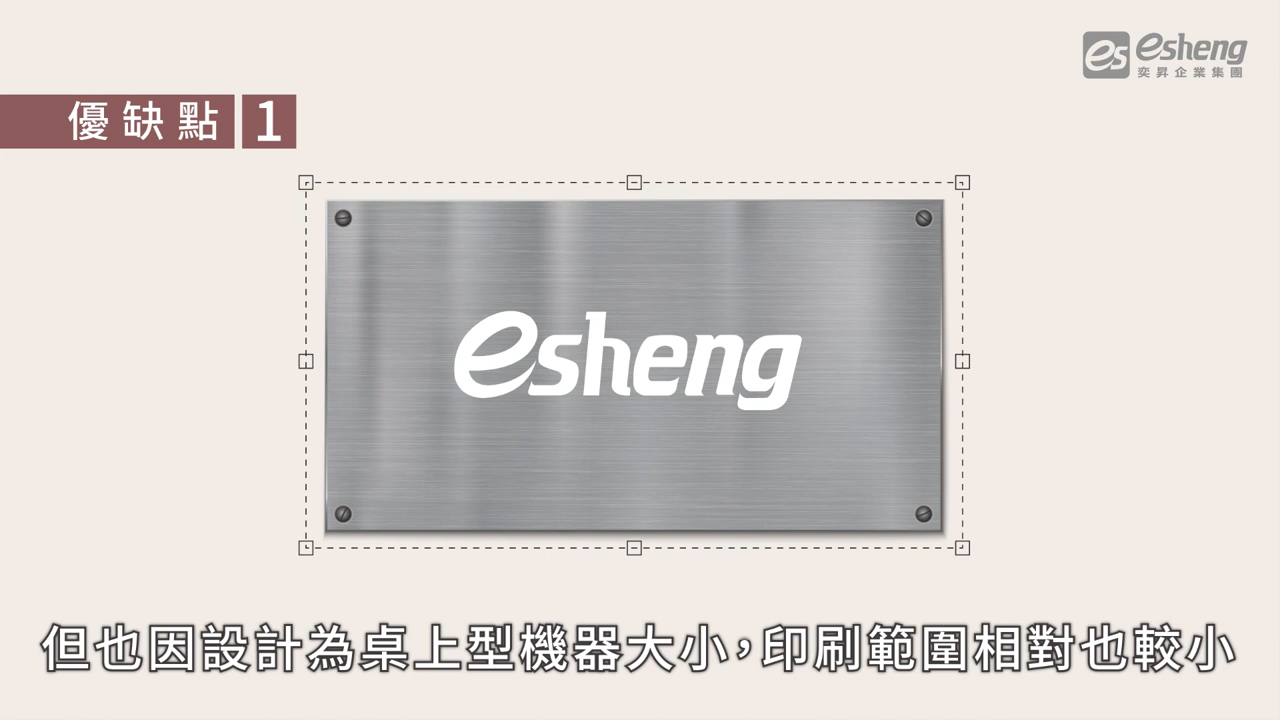 es esheng
奕昇企業集團
優缺點 1
esheng
但也因設計為桌上型機器大小，印刷範圍相對也較小